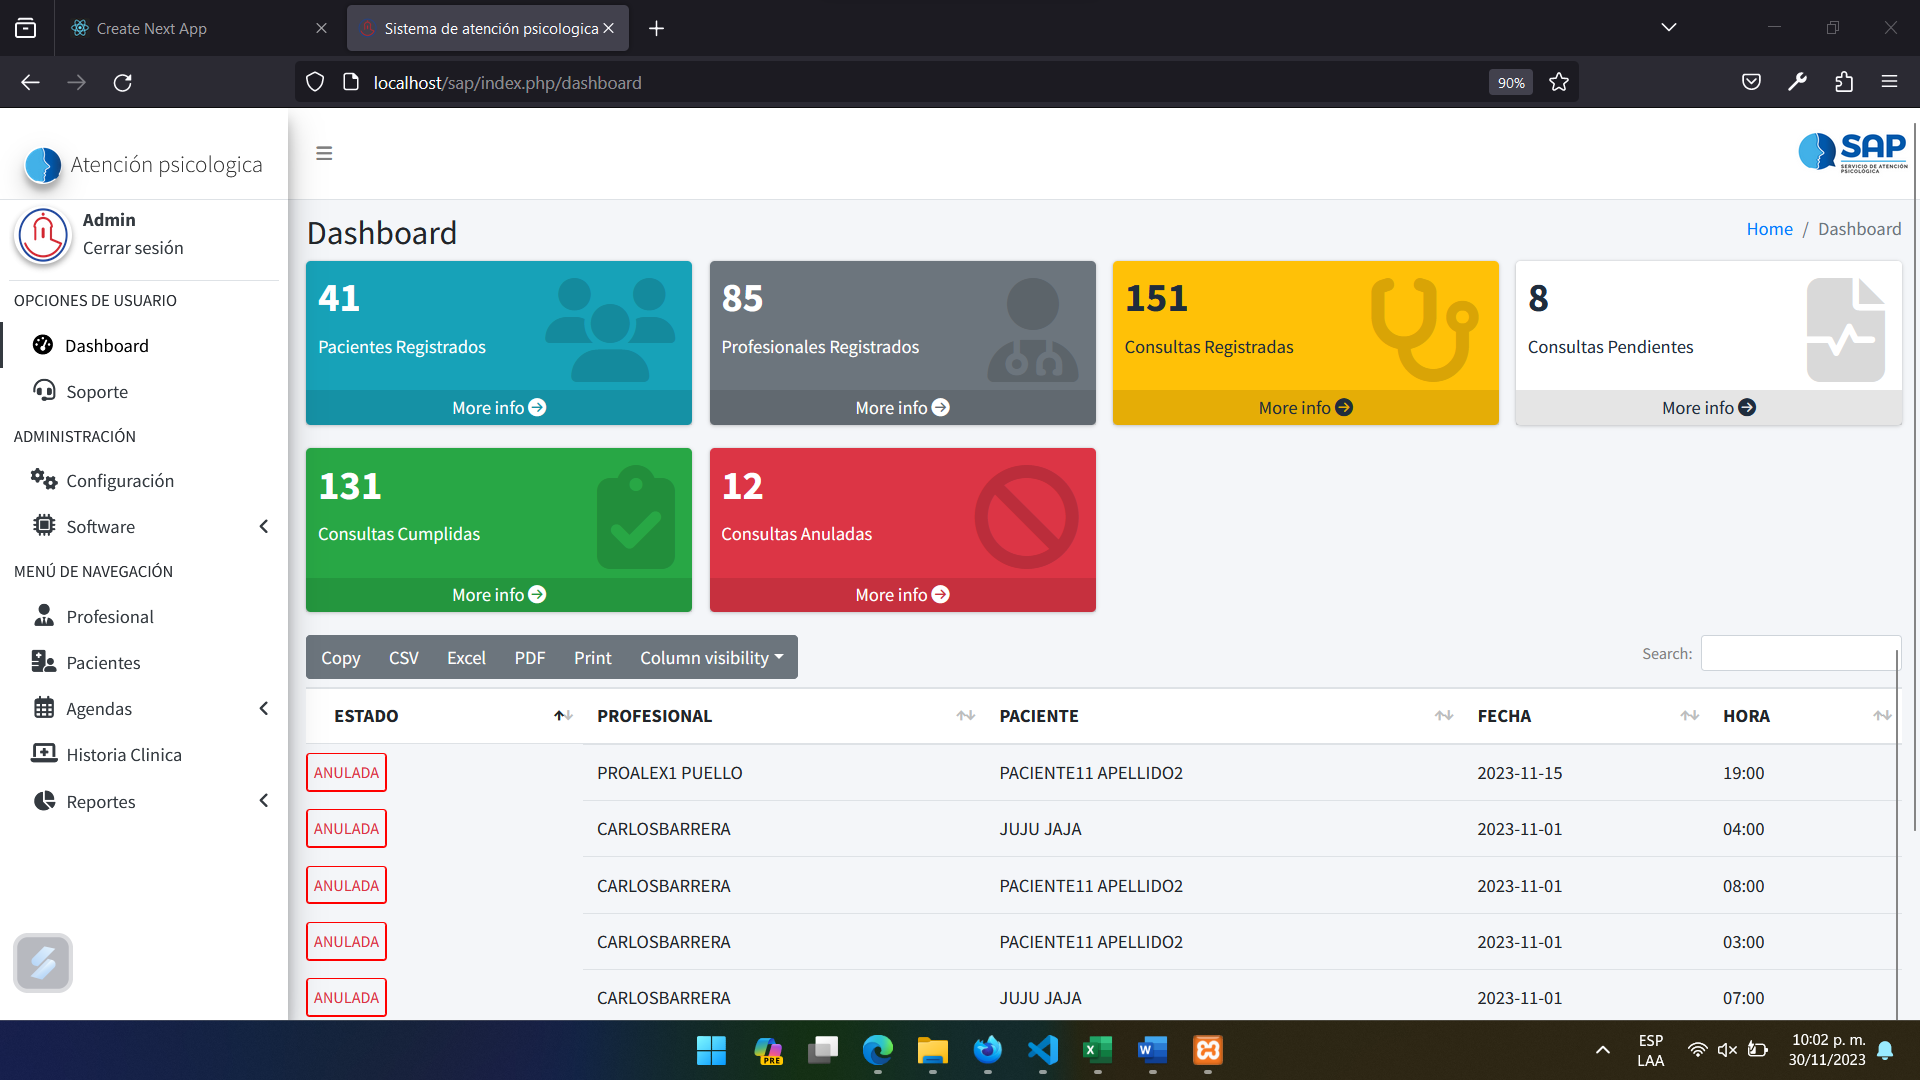 Create Next App
Sistema de atención psicologica
localhost/sap/index.php/dashboard
90%
Atención psicologica
SAP
SERVICIO DE ATENCIÓN
PSICOLÓGICA
Admin
Cerrar sesión
OPCIONES DE USUARIO
Dashboard
Soporte
ADMINISTRACIÓN
Configuración
Software
MENÚ DE NAVEGACIÓN
Profesional
Pacientes
Agendas
Historia Clinica
Reportes
Dashboard
Home / Dashboard
41
Pacientes Registrados
More info
85
Profesionales Registrados
More info
151
Consultas Registradas
More info
8
Consultas Pendientes
More info
131
Consultas Cumplidas
More info
12
Consultas Anuladas
More info
Copy CSV Excel PDF Print Column visibility
Search:
ESTADO PROFESIONAL PACIENTE FECHA HORA
ANULADA PROALEX1 PUELLO PACIENTE11 APELLIDO2 2023-11-15 19:00
ANULADA CARLOSBARRERA JUJU JAJA 2023-11-01 04:00
ANULADA CARLOSBARRERA PACIENTE11 APELLIDO2 2023-11-01 08:00
ANULADA CARLOSBARRERA PACIENTE11 APELLIDO2 2023-11-01 03:00
ANULADA CARLOSBARRERA JUJU JAJA 2023-11-01 07:00
PRE
ESP
LAA
10:02 p. m.
30/11/2023